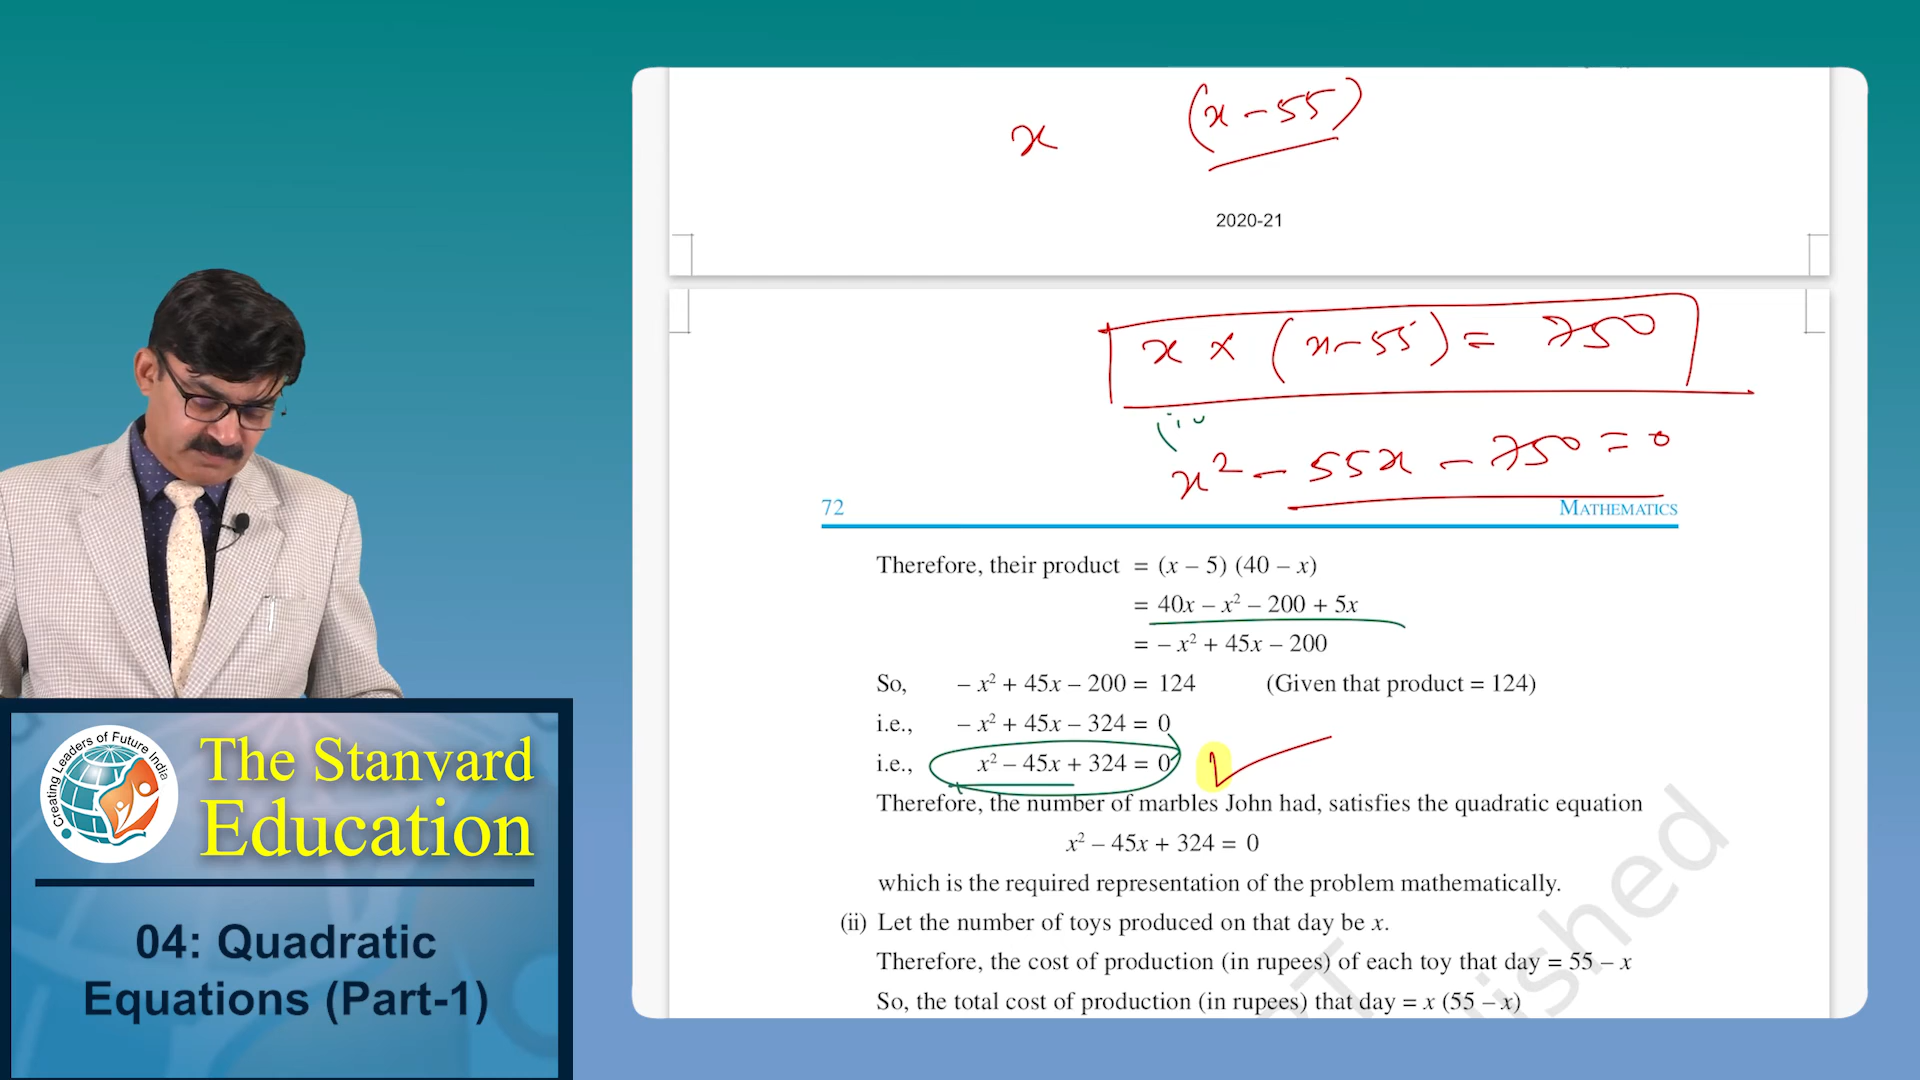 x (x – 55)
2020-21
x × (x – 55) = 750
(ii
x² – 55x – 750 = 0
72 MATHEMATICS
Therefore, their product = (x – 5) (40 – x)
= 40x – x² – 200 + 5x
= – x² + 45x – 200
So, – x² + 45x – 200 = 124 (Given that product = 124)
i.e., – x² + 45x – 324 = 0
i.e., x² – 45x + 324 = 0
Therefore, the number of marbles John had, satisfies the quadratic equation
x² – 45x + 324 = 0
which is the required representation of the problem mathematically.
(ii) Let the number of toys produced on that day be x.
Therefore, the cost of production (in rupees) of each toy that day = 55 – x
So, the total cost of production (in rupees) that day = x (55 – x)
Creating Leaders of Future India
The Stanvard
Education
04: Quadratic
Equations (Part-1)